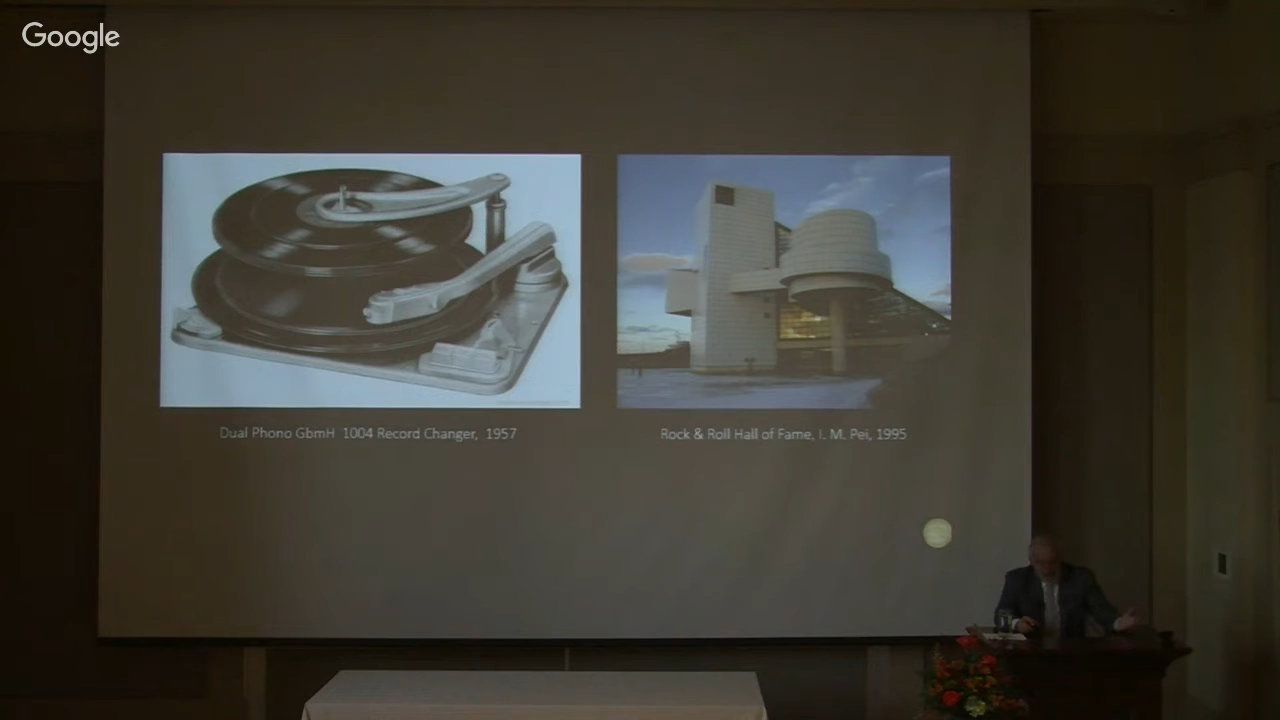 Google
Dual Phono GbmH 1004 Record Changer, 1957
Rock & Roll Hall of Fame, I. M. Pei, 1995